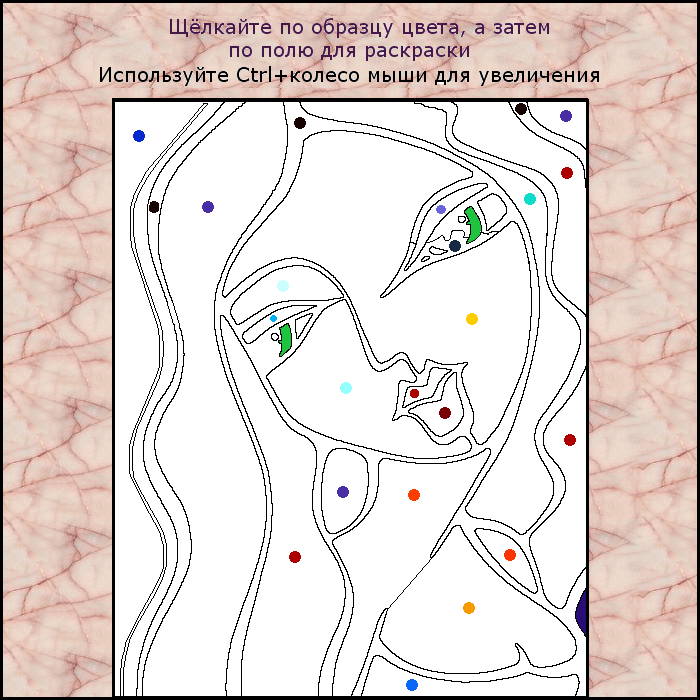 Щёлкайте по образцу цвета, а затем
по полю для раскраски
Используйте Ctrl+колесо мыши для увеличения